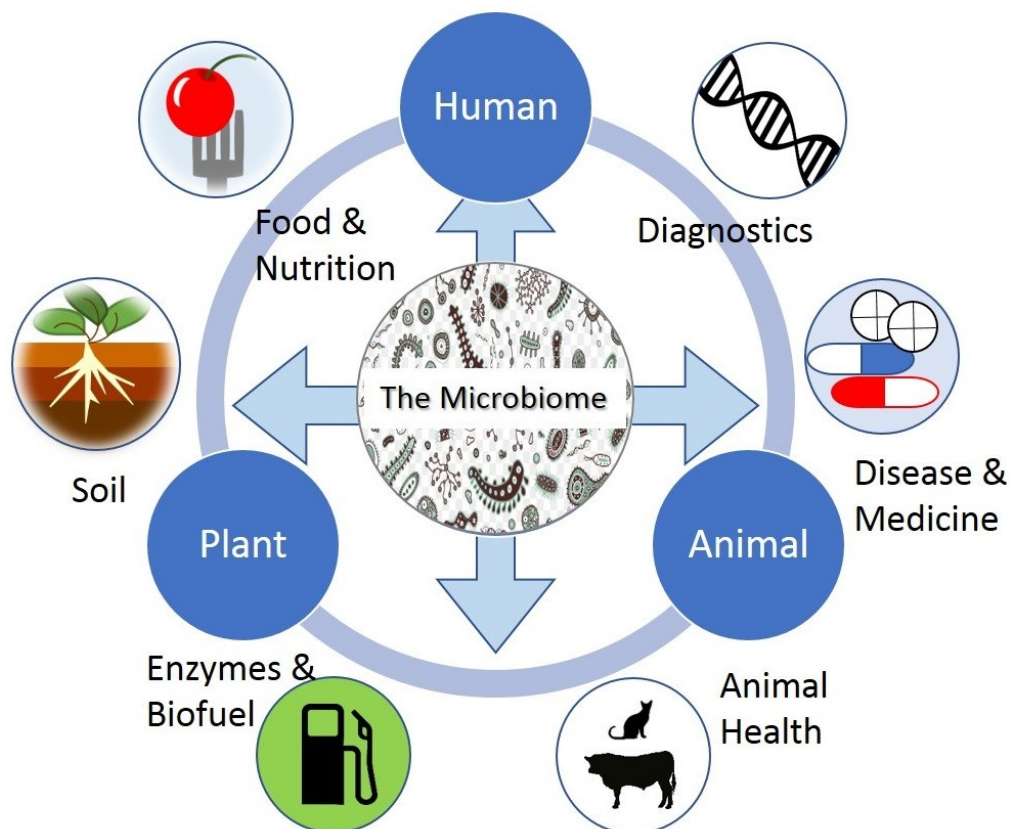 Human
Food &
Nutrition
Diagnostics
The Microbiome
Soil
Disease &
Medicine
Plant
Animal
Enzymes &
Biofuel
Animal
Health